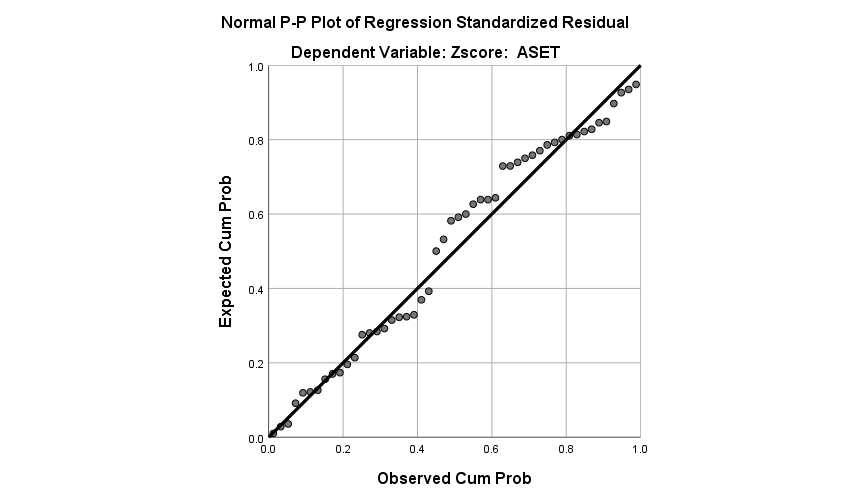 Normal P-P Plot of Regression Standardized Residual
Dependent Variable: Zscore: ASET
1.0
0.8
0.6
0.4
0.2
0.0
Expected Cum Prob
0.0 0.2 0.4 0.6 0.8 1.0
Observed Cum Prob